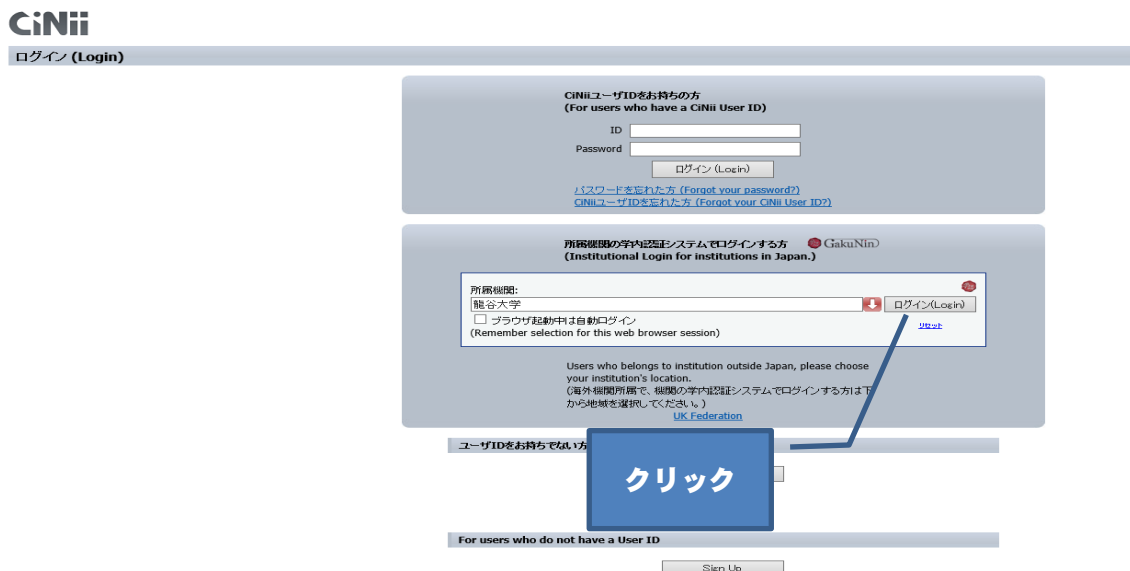 CiNii
ログイン (Login)
CiNiiユーザIDをお持ちの方
(For users who have a CiNii User ID)
ID
Password
ログイン (Login)
パスワードを忘れた方 (Forgot your password?)
CiNiiユーザIDを忘れた方 (Forgot your CiNii User ID?)
所属機関の学内認証システムでログインする方 GakuNin
(Institutional Login for institutions in Japan.)
所属機関:
龍谷大学
ログイン(Login)
ブラウザ起動中は自動ログイン
(Remember selection for this web browser session)
リセット
Users who belongs to institution outside Japan, please choose
your institution's location.
(海外機関所属で、機関の学内認証システムでログインする方は下
から地域を選択してください。)
UK Federation
ユーザIDをお持ちでない方
クリック
For users who do not have a User ID
Sign Up